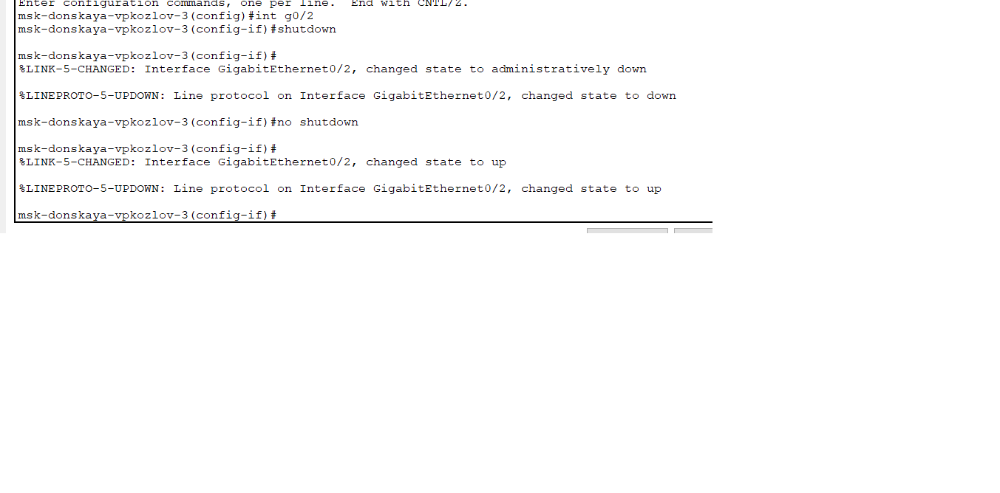 Enter configuration commands, one per line.  End with CNTL/Z.
msk-donskaya-vpkozlov-3(config)#int g0/2
msk-donskaya-vpkozlov-3(config-if)#shutdown
msk-donskaya-vpkozlov-3(config-if)#
%LINK-5-CHANGED: Interface GigabitEthernet0/2, changed state to administratively down
%LINEPROTO-5-UPDOWN: Line protocol on Interface GigabitEthernet0/2, changed state to down
msk-donskaya-vpkozlov-3(config-if)#no shutdown
msk-donskaya-vpkozlov-3(config-if)#
%LINK-5-CHANGED: Interface GigabitEthernet0/2, changed state to up
%LINEPROTO-5-UPDOWN: Line protocol on Interface GigabitEthernet0/2, changed state to up
msk-donskaya-vpkozlov-3(config-if)#